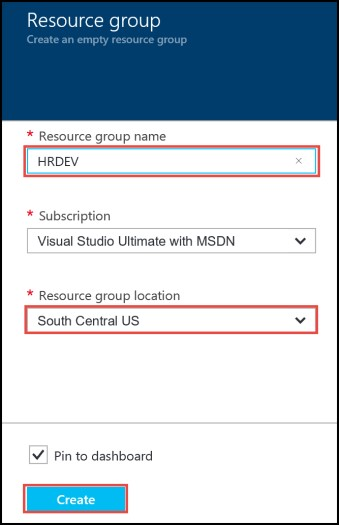 Resource group
Create an empty resource group
* Resource group name
HRDEV
* Subscription
Visual Studio Ultimate with MSDN
* Resource group location
South Central US
Pin to dashboard
Create